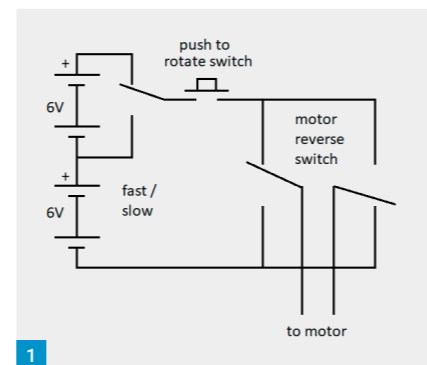 push to
rotate switch
+
6V
motor
reverse
switch
+
6V
fast /
slow
to motor
1